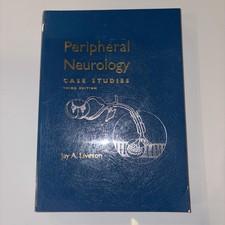 Peripheral
Neurology
CASE STUDIES
THIRD EDITION
Jay A. Liveson